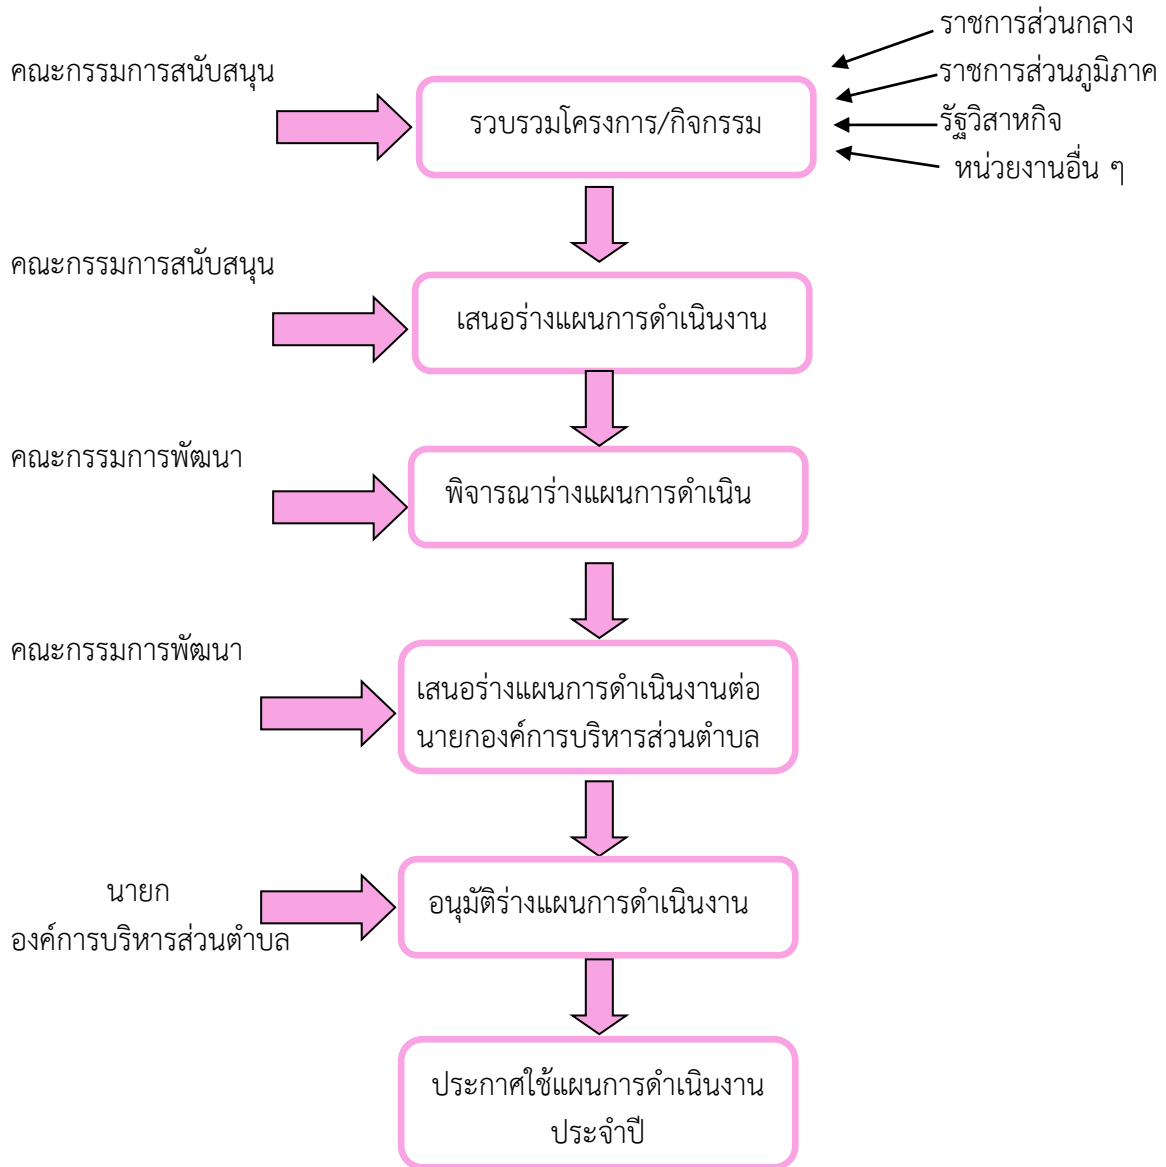 ราชการส่วนกลาง
คณะกรรมการสนับสนุน
ราชการส่วนภูมิภาค
รวบรวมโครงการ/กิจกรรม
รัฐวิสาหกิจ
หน่วยงานอื่น ๆ
คณะกรรมการสนับสนุน
เสนอร่างแผนการดำเนินงาน
คณะกรรมการพัฒนา
พิจารณาร่างแผนการดำเนิน
คณะกรรมการพัฒนา
เสนอร่างแผนการดำเนินงานต่อ
นายกองค์การบริหารส่วนตำบล
นายก
องค์การบริหารส่วนตำบล
อนุมัติร่างแผนการดำเนินงาน
ประกาศใช้แผนการดำเนินงาน
ประจำปี